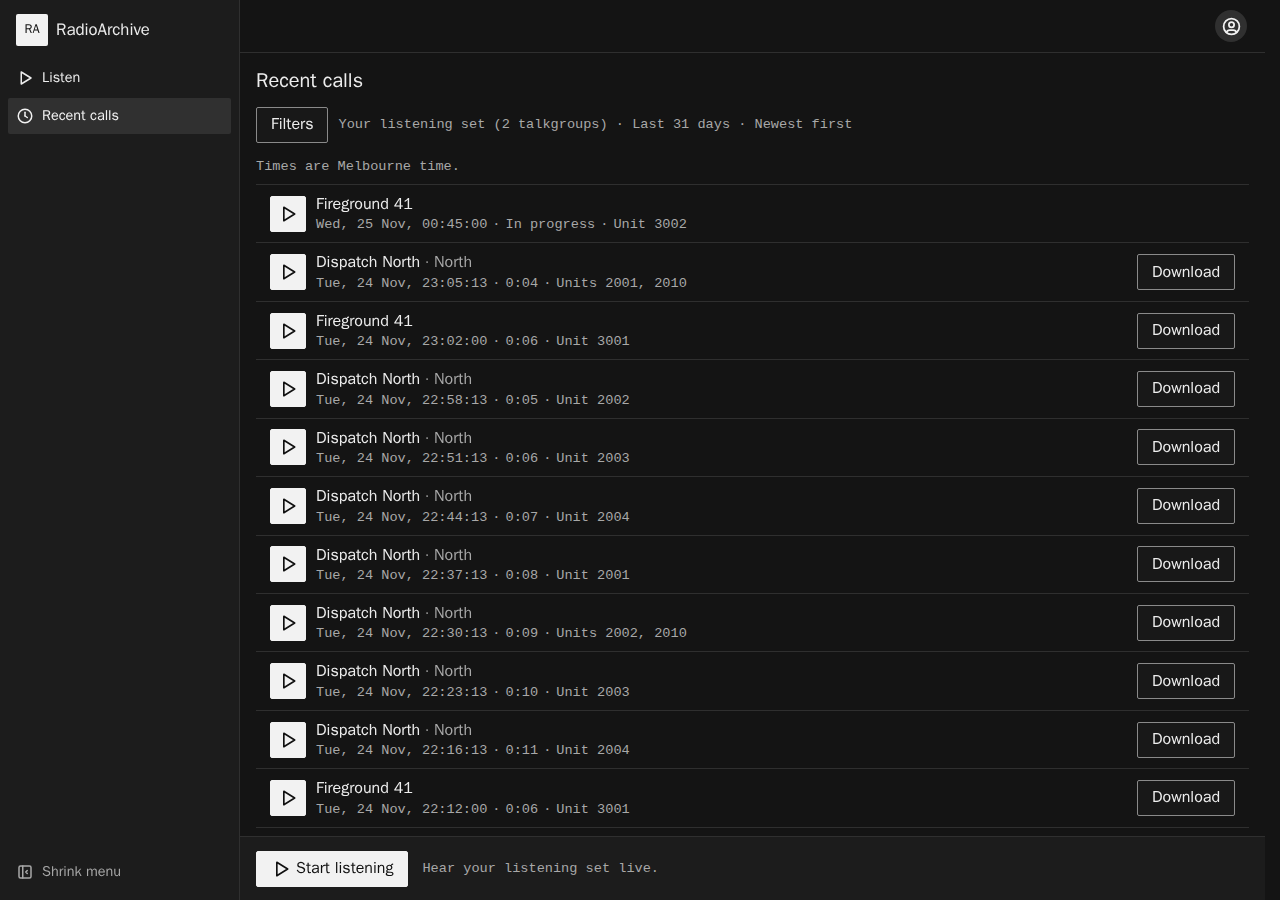 RA RadioArchive
Listen
Recent calls
Shrink menu
Recent calls
Filters Your listening set (2 talkgroups) · Last 31 days · Newest first
Times are Melbourne time.
Fireground 41
Wed, 25 Nov, 00:45:00 · In progress · Unit 3002
Dispatch North · North
Tue, 24 Nov, 23:05:13 · 0:04 · Units 2001, 2010
Download
Fireground 41
Tue, 24 Nov, 23:02:00 · 0:06 · Unit 3001
Download
Dispatch North · North
Tue, 24 Nov, 22:58:13 · 0:05 · Unit 2002
Download
Dispatch North · North
Tue, 24 Nov, 22:51:13 · 0:06 · Unit 2003
Download
Dispatch North · North
Tue, 24 Nov, 22:44:13 · 0:07 · Unit 2004
Download
Dispatch North · North
Tue, 24 Nov, 22:37:13 · 0:08 · Unit 2001
Download
Dispatch North · North
Tue, 24 Nov, 22:30:13 · 0:09 · Units 2002, 2010
Download
Dispatch North · North
Tue, 24 Nov, 22:23:13 · 0:10 · Unit 2003
Download
Dispatch North · North
Tue, 24 Nov, 22:16:13 · 0:11 · Unit 2004
Download
Fireground 41
Tue, 24 Nov, 22:12:00 · 0:06 · Unit 3001
Download
Start listening Hear your listening set live.